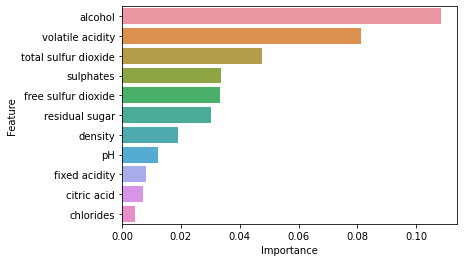 alcohol
volatile acidity
total sulfur dioxide
sulphates
free sulfur dioxide
residual sugar
density
pH
fixed acidity
citric acid
chlorides
Feature
0.00 0.02 0.04 0.06 0.08 0.10
Importance